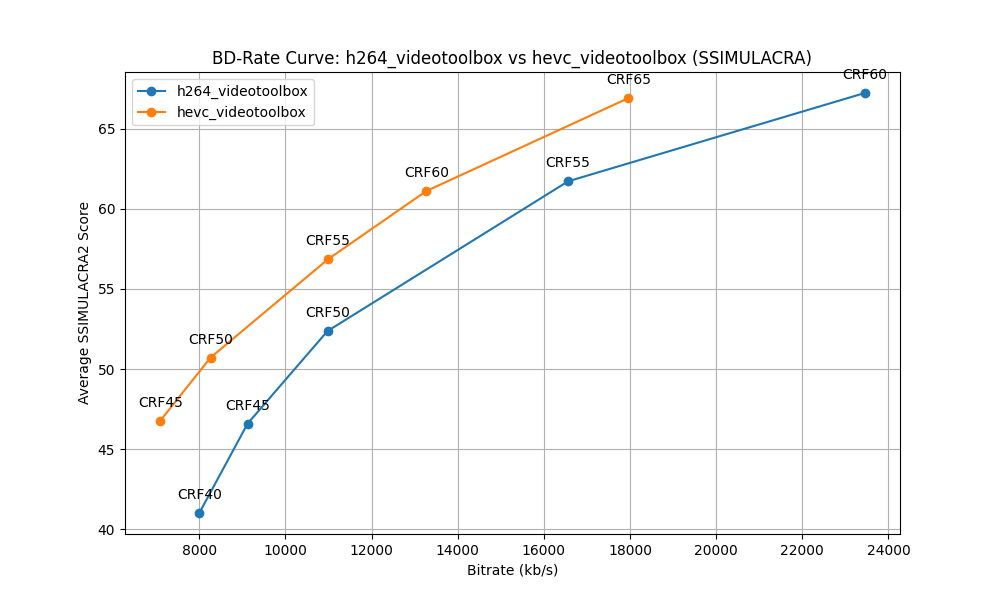 BD-Rate Curve: h264_videotoolbox vs hevc_videotoolbox (SSIMULACRA)
h264_videotoolbox
hevc_videotoolbox
CRF65
CRF60
CRF60
CRF55
CRF55
CRF50
CRF50
CRF45
CRF45
CRF40
Average SSIMULACRA2 Score
65
60
55
50
45
40
8000 10000 12000 14000 16000 18000 20000 22000 24000
Bitrate (kb/s)